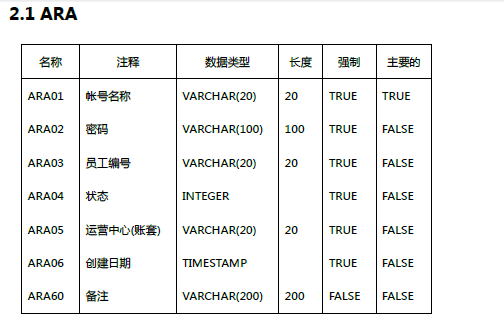 2.1 ARA
名称 注释 数据类型 长度 强制 主要的
ARA01 帐号名称 VARCHAR(20) 20 TRUE TRUE
ARA02 密码 VARCHAR(100) 100 TRUE FALSE
ARA03 员工编号 VARCHAR(20) 20 TRUE FALSE
ARA04 状态 INTEGER TRUE FALSE
ARA05 运营中心(账套) VARCHAR(20) 20 TRUE FALSE
ARA06 创建日期 TIMESTAMP TRUE FALSE
ARA60 备注 VARCHAR(200) 200 FALSE FALSE